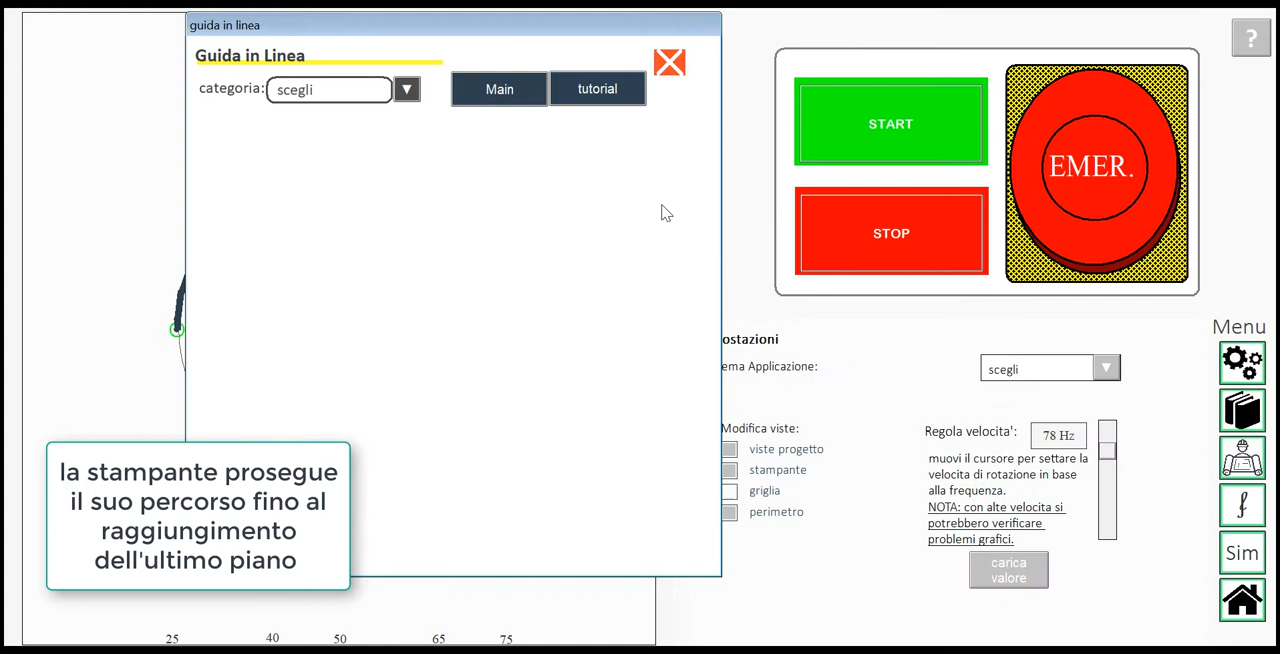 guida in linea
Guida in Linea
categoria:
scegli
▼
Main
tutorial
?
START
EMER.
STOP
Menu
ostazioni
ema Applicazione:
scegli
▼
Modifica viste:
viste progetto
stampante
griglia
perimetro
Regola velocita':
78 Hz
muovi il cursore per settare la
velocita di rotazione in base
alla frequenza.
NOTA: con alte velocita si
potrebbero verificare
problemi grafici.
carica
valore
f
Sim
la stampante prosegue
il suo percorso fino al
raggiungimento
dell'ultimo piano
25 40 50 65 75